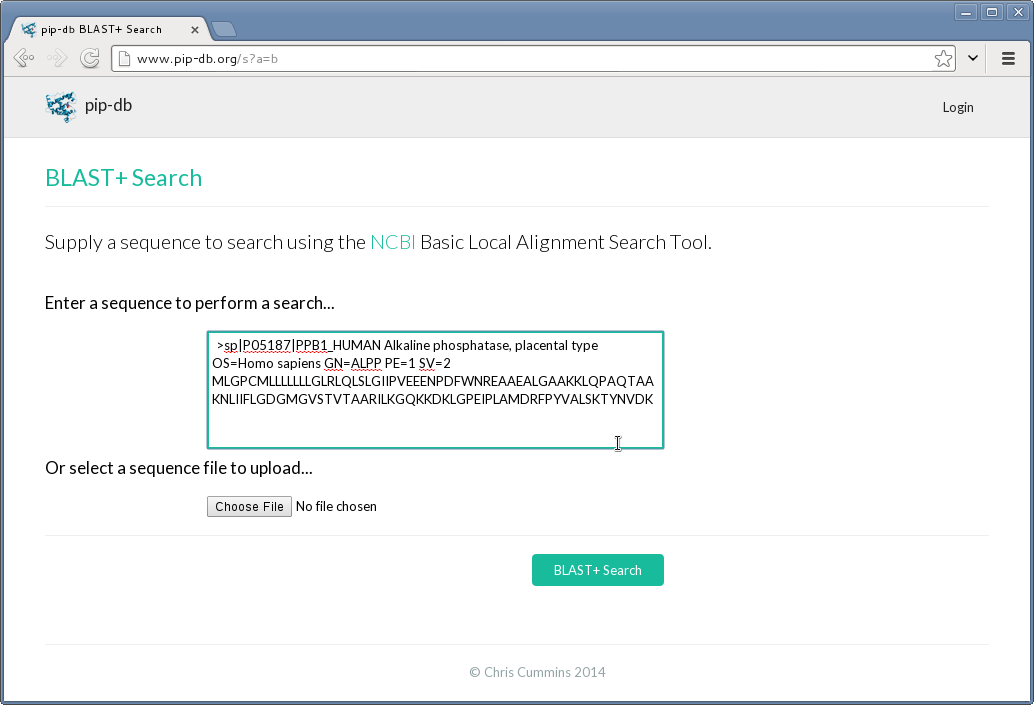 pip-db BLAST+ Search
www.pip-db.org/s?a=b
pip-db
Login
BLAST+ Search
Supply a sequence to search using the NCBI Basic Local Alignment Search Tool.
Enter a sequence to perform a search...
>sp|P05187|PPB1_HUMAN Alkaline phosphatase, placental type
OS=Homo sapiens GN=ALPP PE=1 SV=2
MLGPCMLLLLLLLGLRLQLSLGIIPVEEENPDFWNREAAEALGAAKKLQPAQTAA
KNLIIFLGDGMGVSTVTAARILKGQKKDKLGPEIPLAMDRFPYVALSKTYNVDK
Or select a sequence file to upload...
Choose File No file chosen
BLAST+ Search
© Chris Cummins 2014